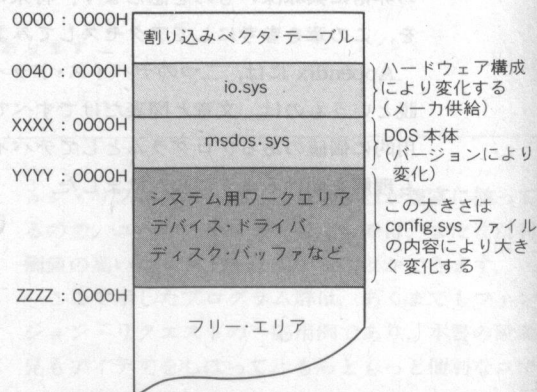 0000：0000H
割り込みベクタ・テーブル
0040：0000H
io.sys
ハードウェア構成
により変化する
(メーカ供給)
XXXX：0000H
msdos.sys
DOS 本体
(バージョンにより
変化)
YYYY：0000H
システム用ワークエリア
デバイス・ドライバ
ディスク・バッファなど
この大きさは
config.sys ファイル
の内容により大き
く変化する
ZZZZ：0000H
フリー・エリア